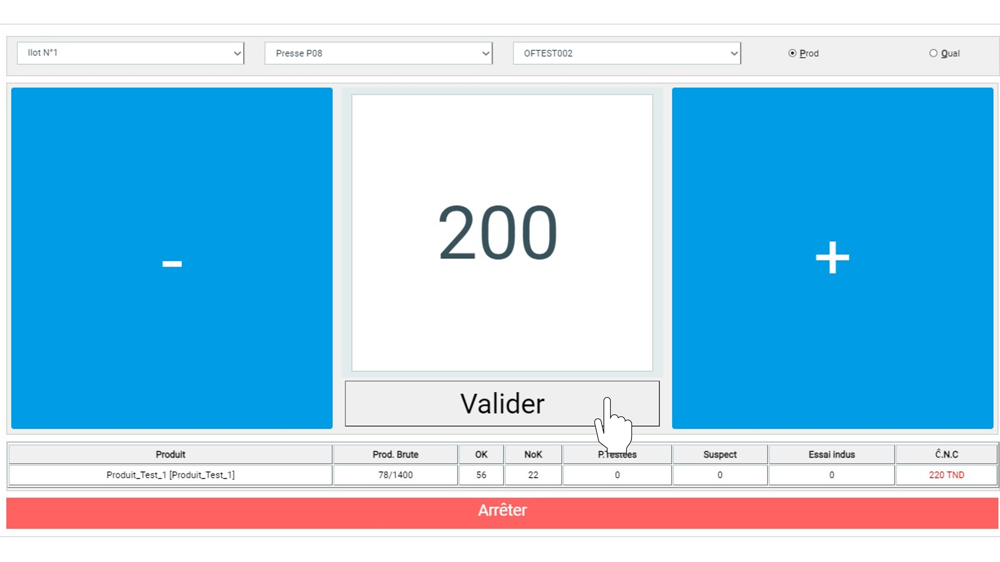 Ilot N°1 Presse P08 OFTEST002 Prod Qual
- 200 +
Valider
Produit Prod. Brute OK NoK P.Testées Suspect Essai indus Ĉ.N.C
Produit_Test_1 [Produit_Test_1] 78/1400 56 22 0 0 0 220 TND
Arrêter